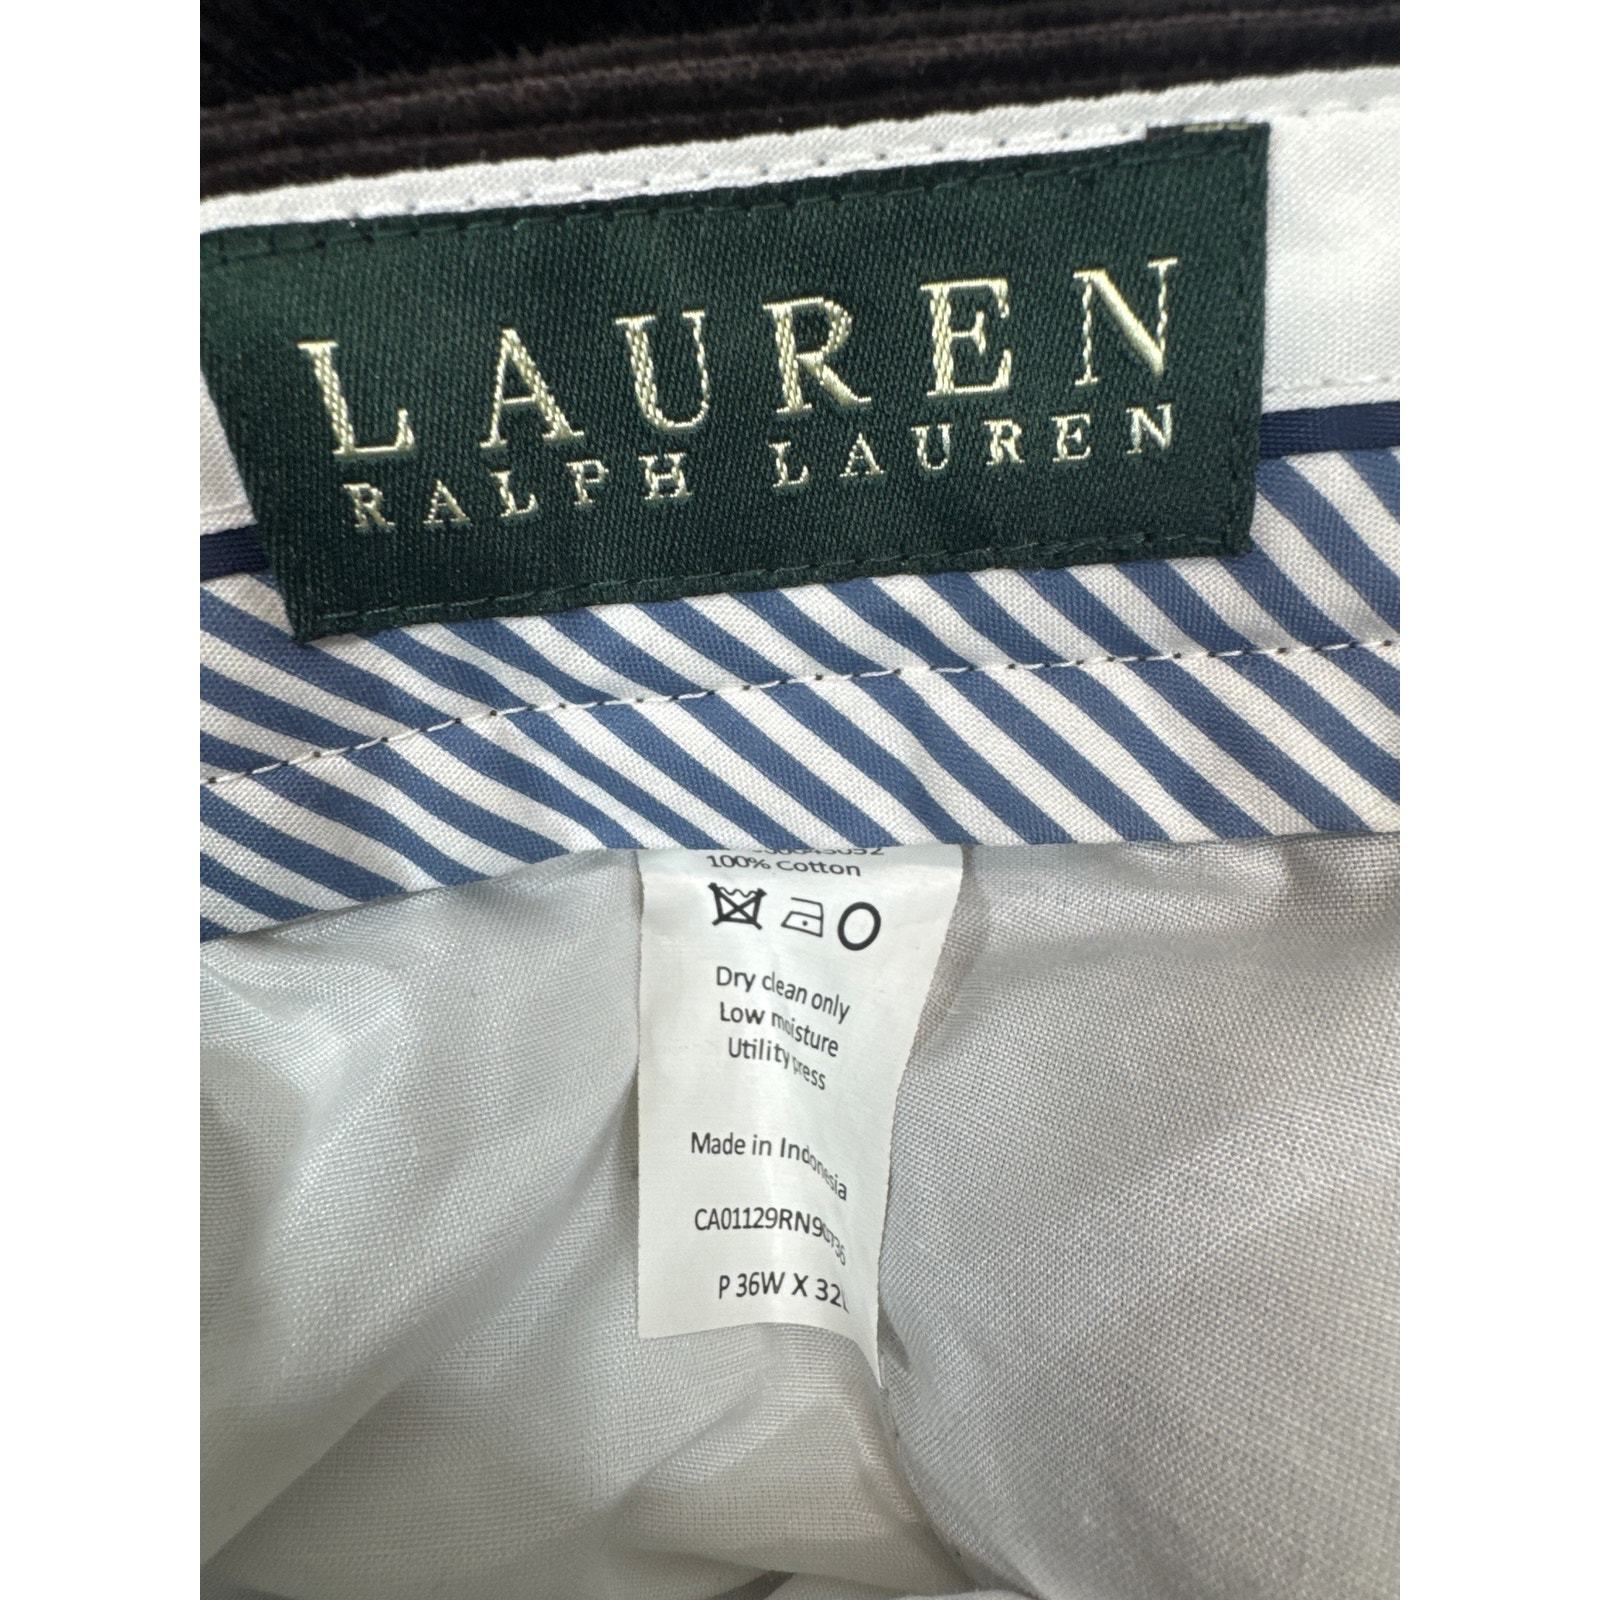 LAUREN
RALPH LAUREN
100% Cotton
Dry clean only
Low moisture
Utility press
Made in Indonesia
P 36W X 32L